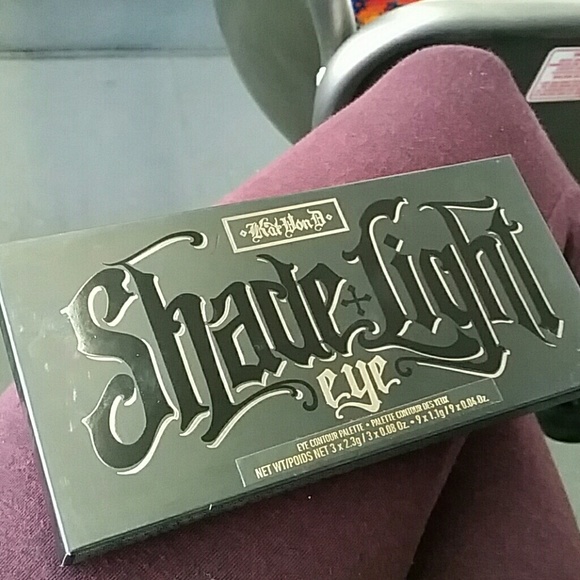 Kat Von D
Shade + Light
eye
EYE CONTOUR PALETTE • PALETTE CONTOUR DES YEUX
NET WT/POIDS NET 3 x 2.3g / 3 x 0.08 Oz. • 9 x 1.1g / 9 x 0.04 Oz.